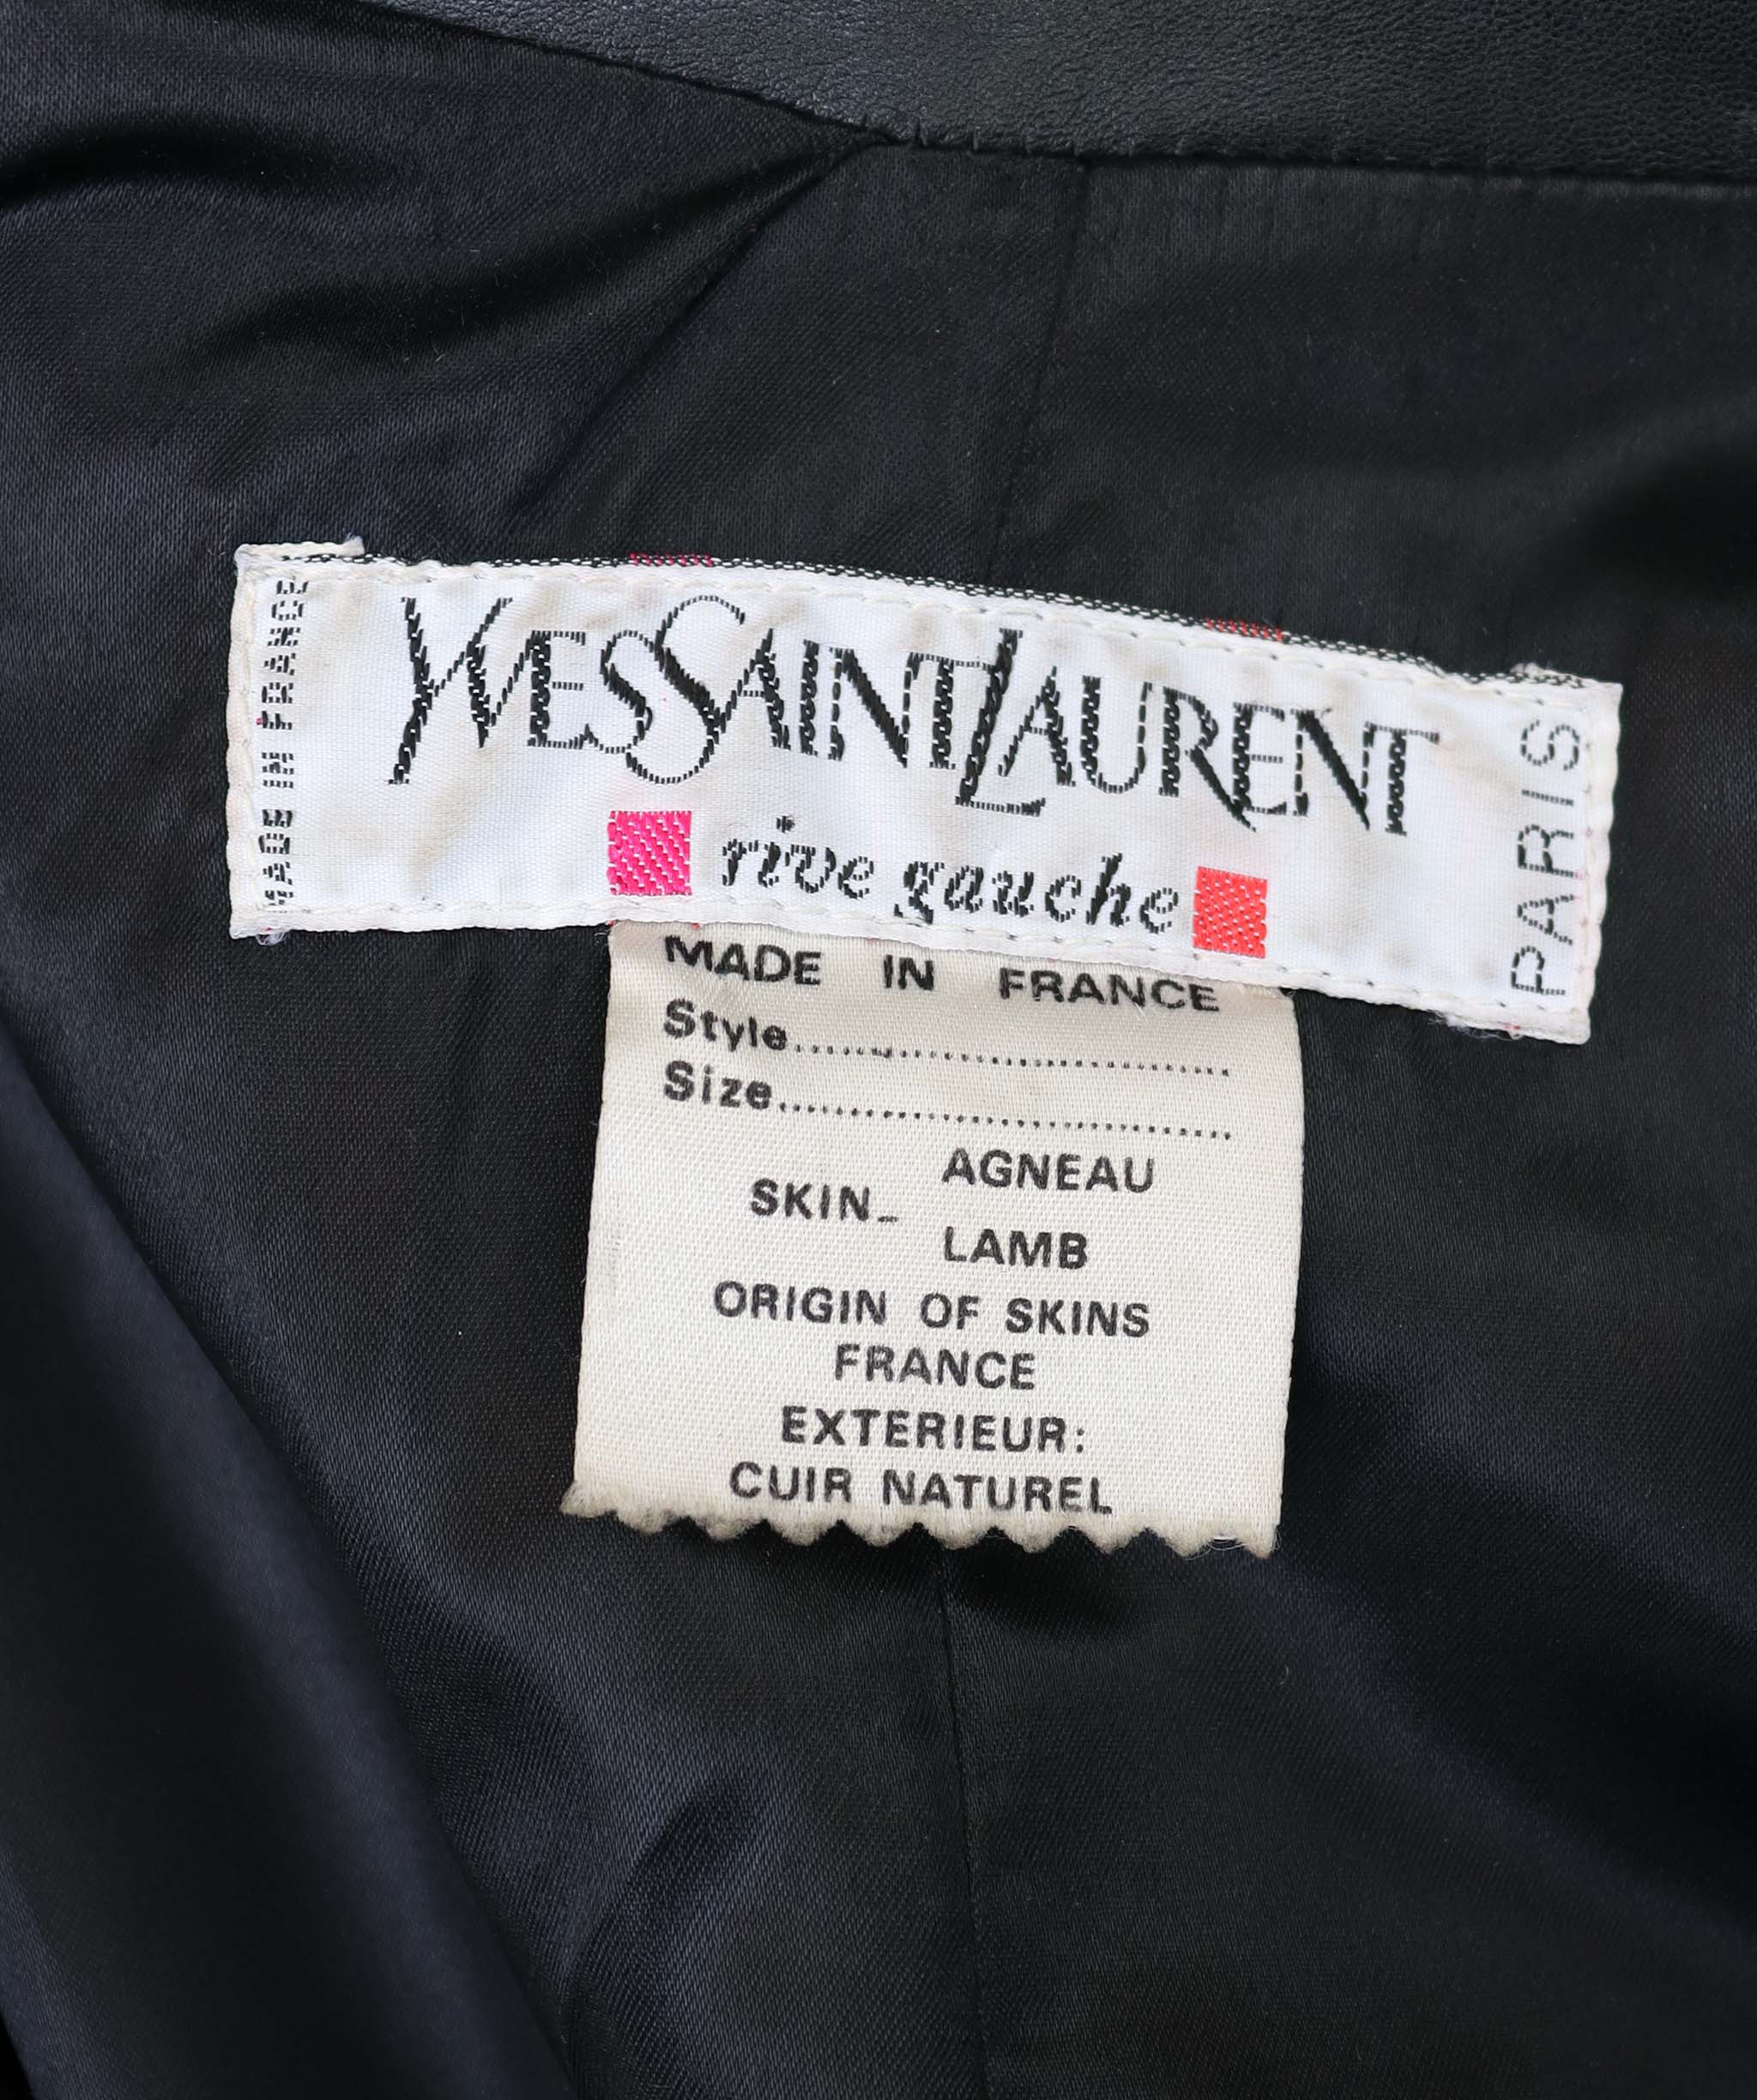 MADE IN FRANCE
YVES SAINT LAURENT
rive gauche
PARIS
MADE IN FRANCE
Style..............................
Size..............................
AGNEAU
SKIN_
LAMB
ORIGIN OF SKINS
FRANCE
EXTERIEUR:
CUIR NATUREL